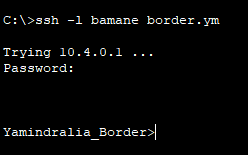 C:\>ssh -l bamane border.ym
Trying 10.4.0.1 ...
Password:
Yamindralia_Border>